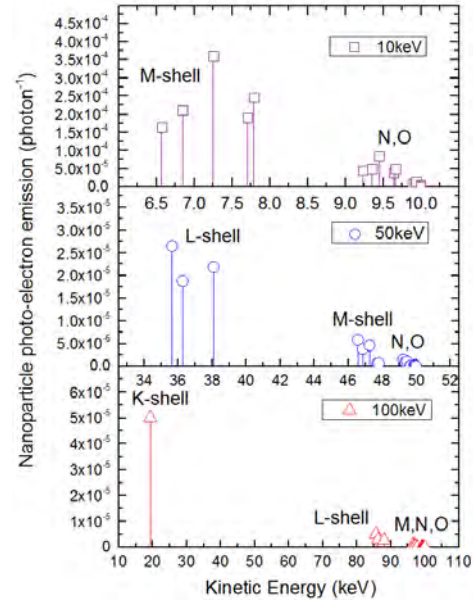 Nanoparticle photo-electron emission (photon⁻¹)
4.5x10⁻⁴
4.0x10⁻⁴
3.5x10⁻⁴
3.0x10⁻⁴
2.5x10⁻⁴
2.0x10⁻⁴
1.5x10⁻⁴
1.0x10⁻⁴
5.0x10⁻⁵
0.0
M-shell
10keV
N,O
6.5 7.0 7.5 8.0 8.5 9.0 9.5 10.0
3.5x10⁻⁵
3.0x10⁻⁵
2.5x10⁻⁵
2.0x10⁻⁵
1.5x10⁻⁵
1.0x10⁻⁵
5.0x10⁻⁶
0.0
L-shell
50keV
M-shell
N,O
34 36 38 40 42 44 46 48 50 52
6x10⁻⁵
5x10⁻⁵
4x10⁻⁵
3x10⁻⁵
2x10⁻⁵
1x10⁻⁵
0
K-shell
100keV
L-shell
M,N,O
10 20 30 40 50 60 70 80 90 100 110
Kinetic Energy (keV)